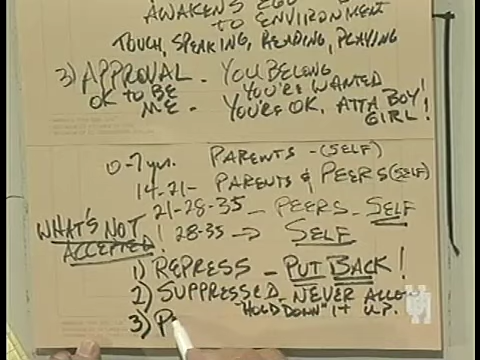 AWAKENS EGO
TO ENVIRONMENT
TOUCH, SPEAKING, READING, PLAYING
3) APPROVAL - YOU BELONG
OK TO BE YOU'RE WANTED
ME - YOU'RE OK, ATTA BOY!
GIRL!
0-7 yr. PARENTS - (SELF)
14-21- PARENTS & PEERS (SELF)
21-28-35 - PEERS - SELF
WHAT'S NOT
ACCEPTED! 28-35 → SELF
1) REPRESS - PUT BACK!
2) SUPPRESSED - NEVER
"HOLD DOWN" IT UP.
3) P